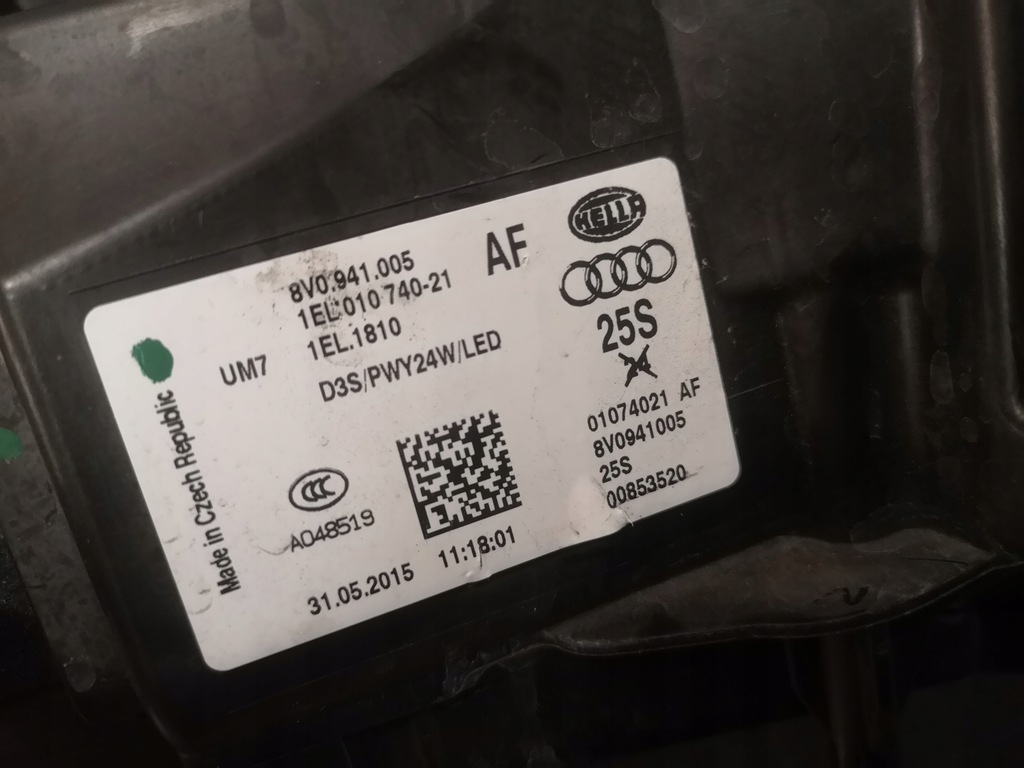 HELLA
8V0.941.005
AF
1EL 010 740-21
1EL.1810
UM7
D3S/PWY24W/LED
25S
01074021 AF
8V0941005
25S
00853520
Made in Czech Republic
CCC
A048519
31.05.2015 11:18:01